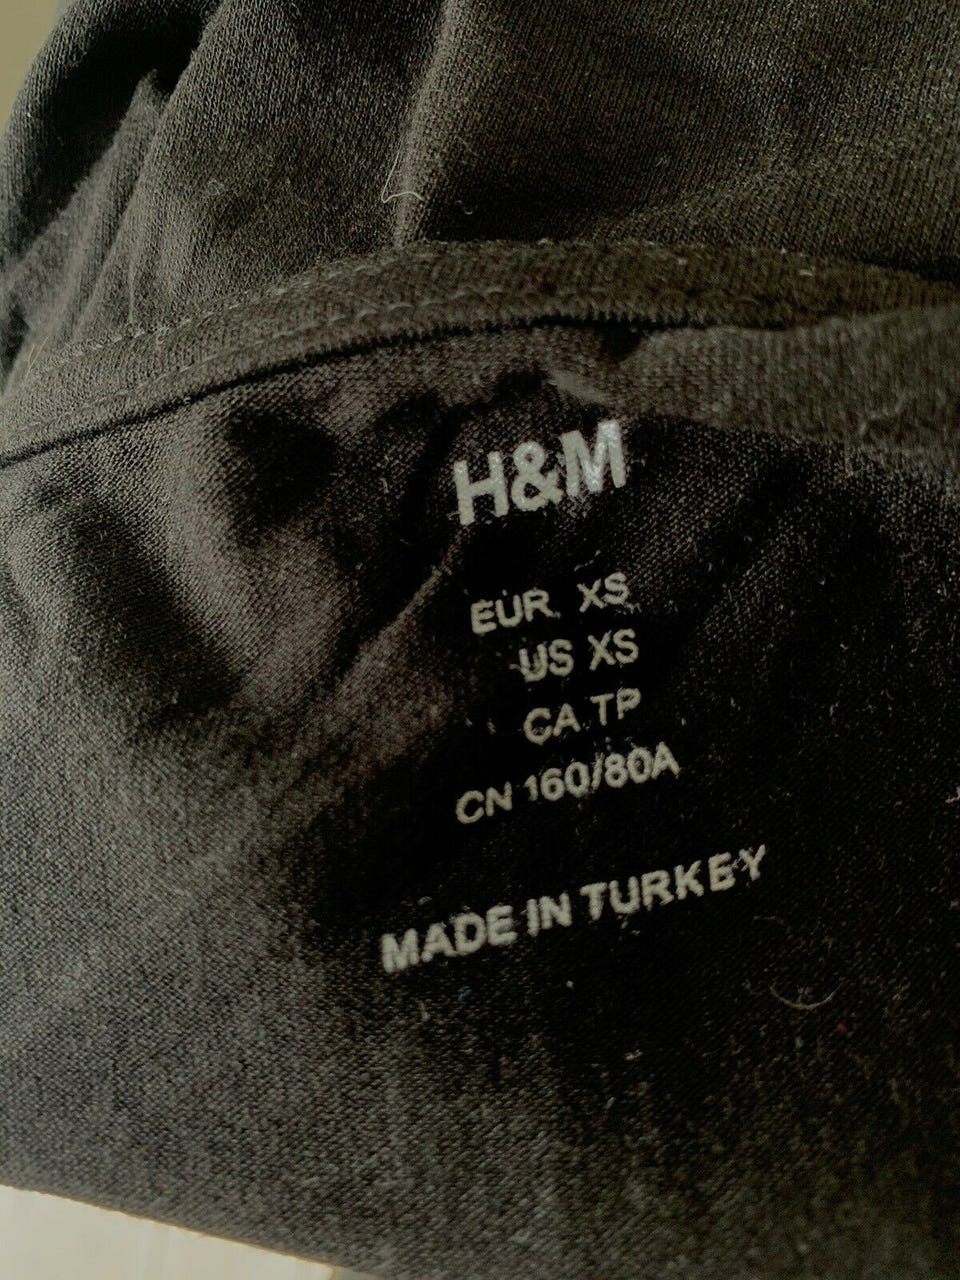 H&M
EUR XS
US XS
CA TP
CN 160/80A
MADE IN TURKEY